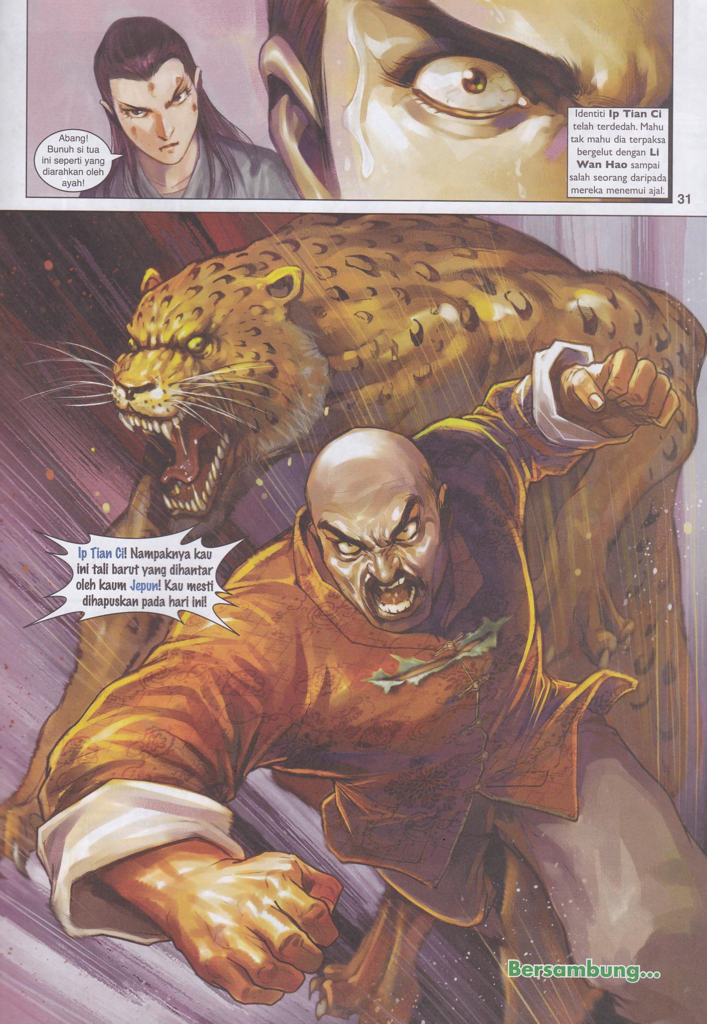 Abang!
Bunuh si tua
ini seperti yang
diarahkan oleh
ayah!
Identiti Ip Tian Ci
telah terdedah. Mahu
tak mahu dia terpaksa
bergelut dengan Li
Wan Hao sampai
salah seorang daripada
mereka menemui ajal.
31
Ip Tian Ci! Nampaknya kau
ini tali barut yang dihantar
oleh kaum Jepun! Kau mesti
dihapuskan pada hari ini!
Bersambung...